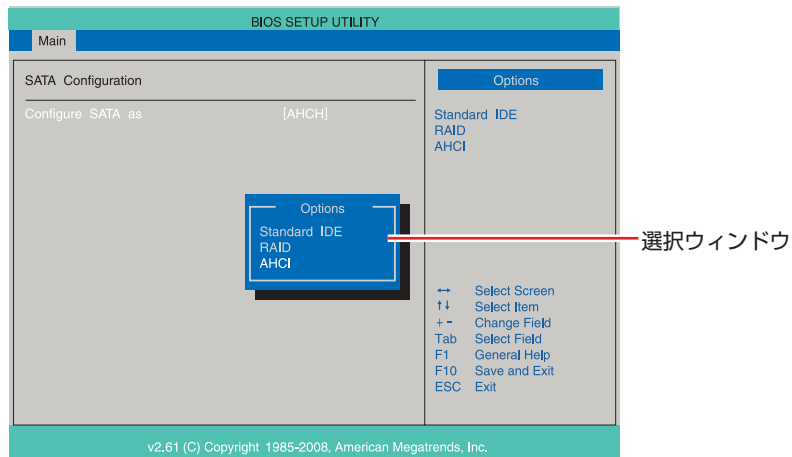 BIOS SETUP UTILITY
Main
SATA Configuration
Configure SATA as [AHCH]
Options
Standard IDE
RAID
AHCI
Options
Standard IDE
RAID
AHCI
選択ウィンドウ
↔ Select Screen
↑↓ Select Item
+ - Change Field
Tab Select Field
F1 General Help
F10 Save and Exit
ESC Exit
v2.61 (C) Copyright 1985-2008, American Megatrends, Inc.